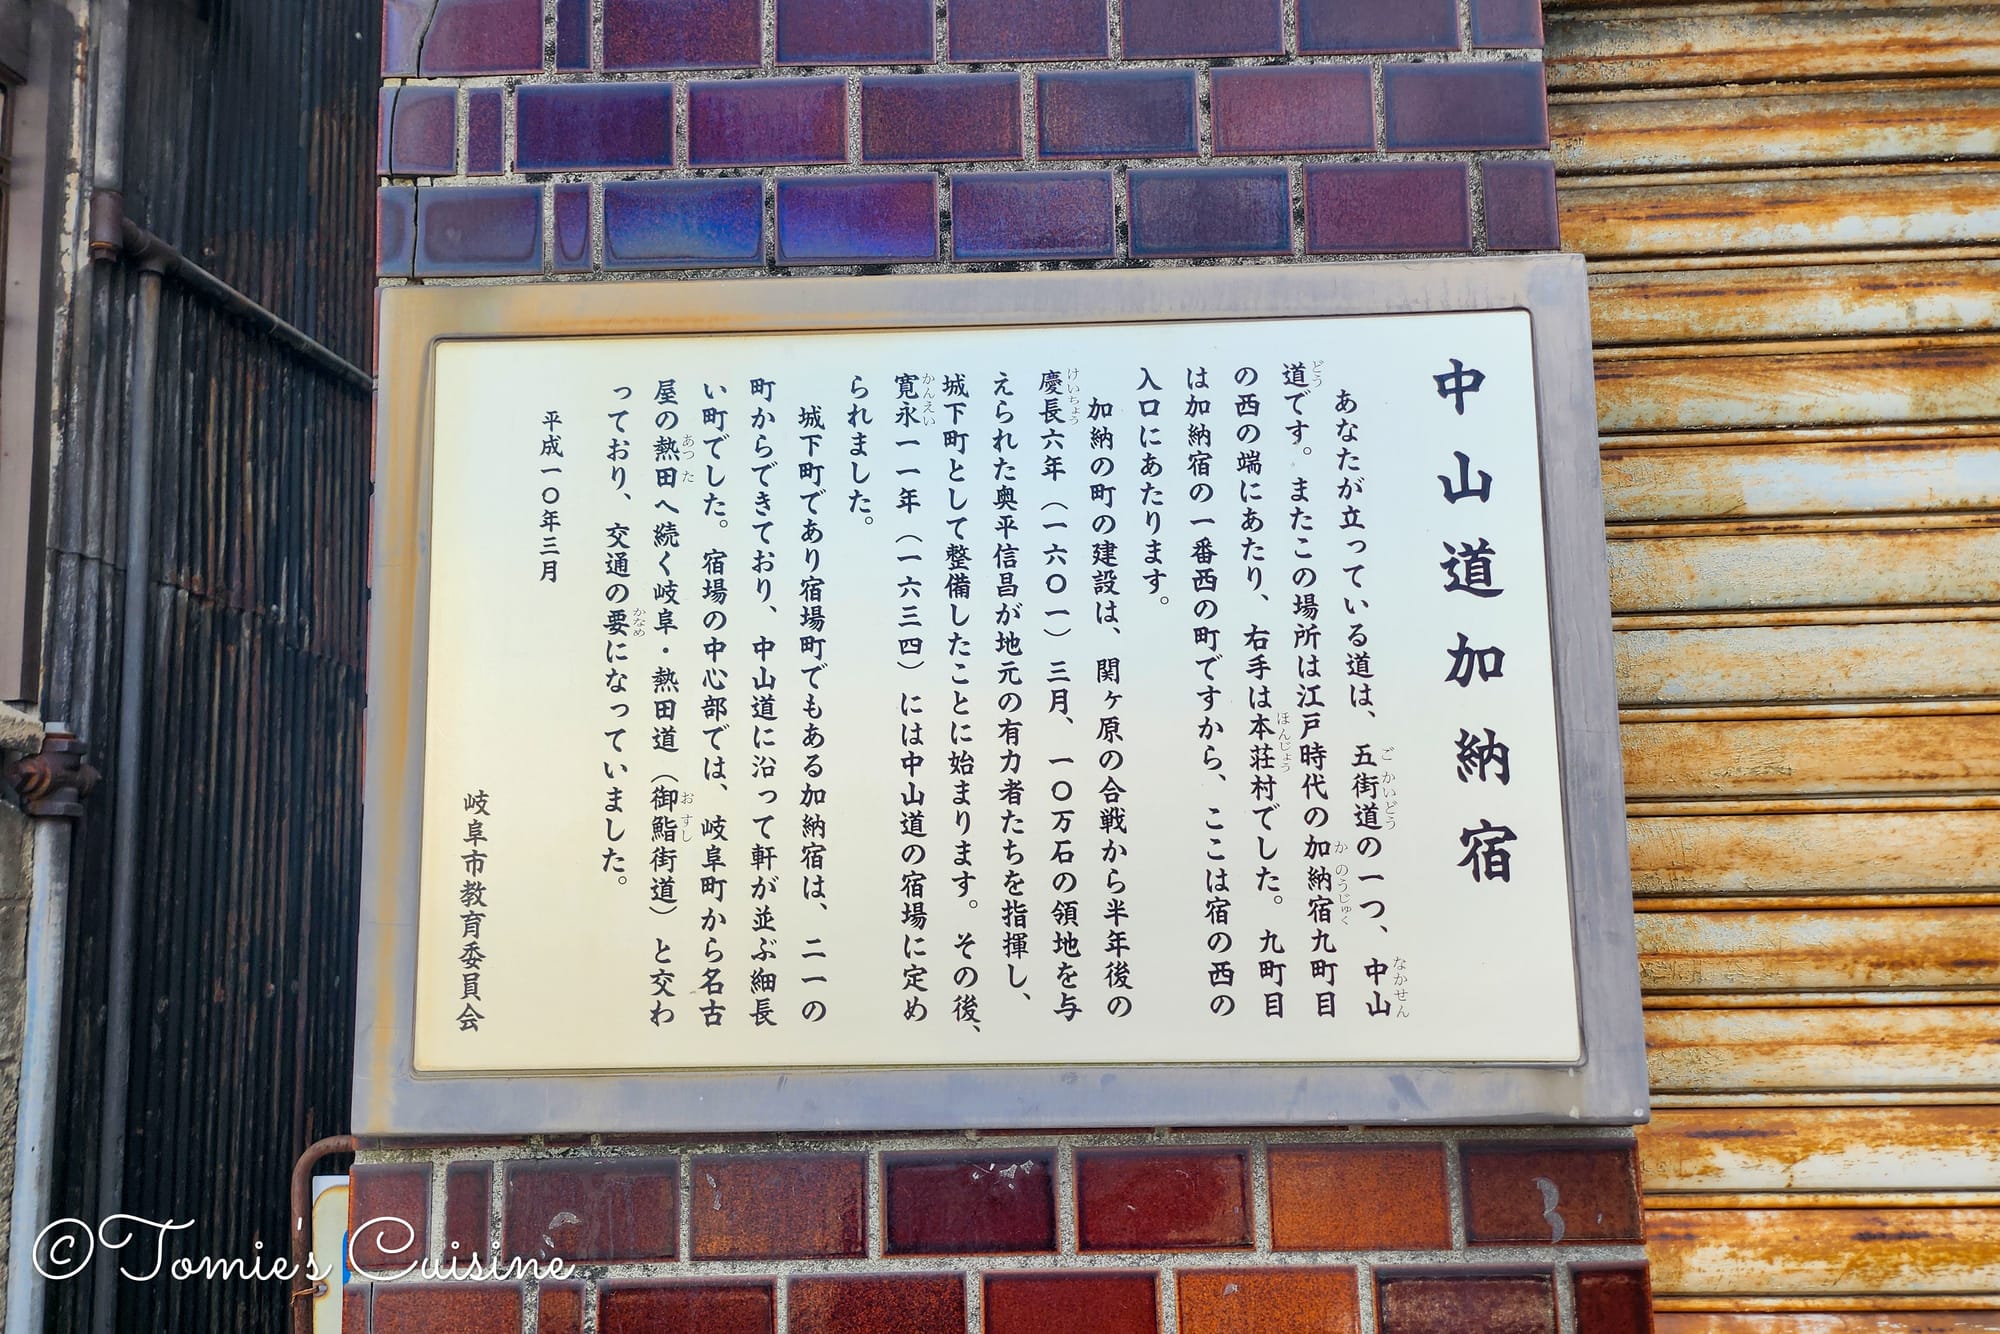 中山道加納宿
あなたが立っている道は、五街道の一つ、中山
道です。またこの場所は江戸時代の加納宿九町目
の西の端にあたり、右手は本荘村でした。九町目
は加納宿の一番西の町ですから、ここは宿の西の
入口にあたります。
加納の町の建設は、関ヶ原の合戦から半年後の
慶長六年（一六〇一）三月、一〇万石の領地を与
えられた奥平信昌が地元の有力者たちを指揮し、
城下町として整備したことに始まります。その後、
寛永一一年（一六三四）には中山道の宿場に定め
られました。
城下町であり宿場町でもある加納宿は、二一の
町からできており、中山道に沿って軒が並ぶ細長
い町でした。宿場の中心部では、岐阜町から名古
屋の熱田へ続く岐阜・熱田道（御鮨街道）と交わ
っており、交通の要になっていました。
平成一〇年三月
岐阜市教育委員会
©Tomie's Cuisine